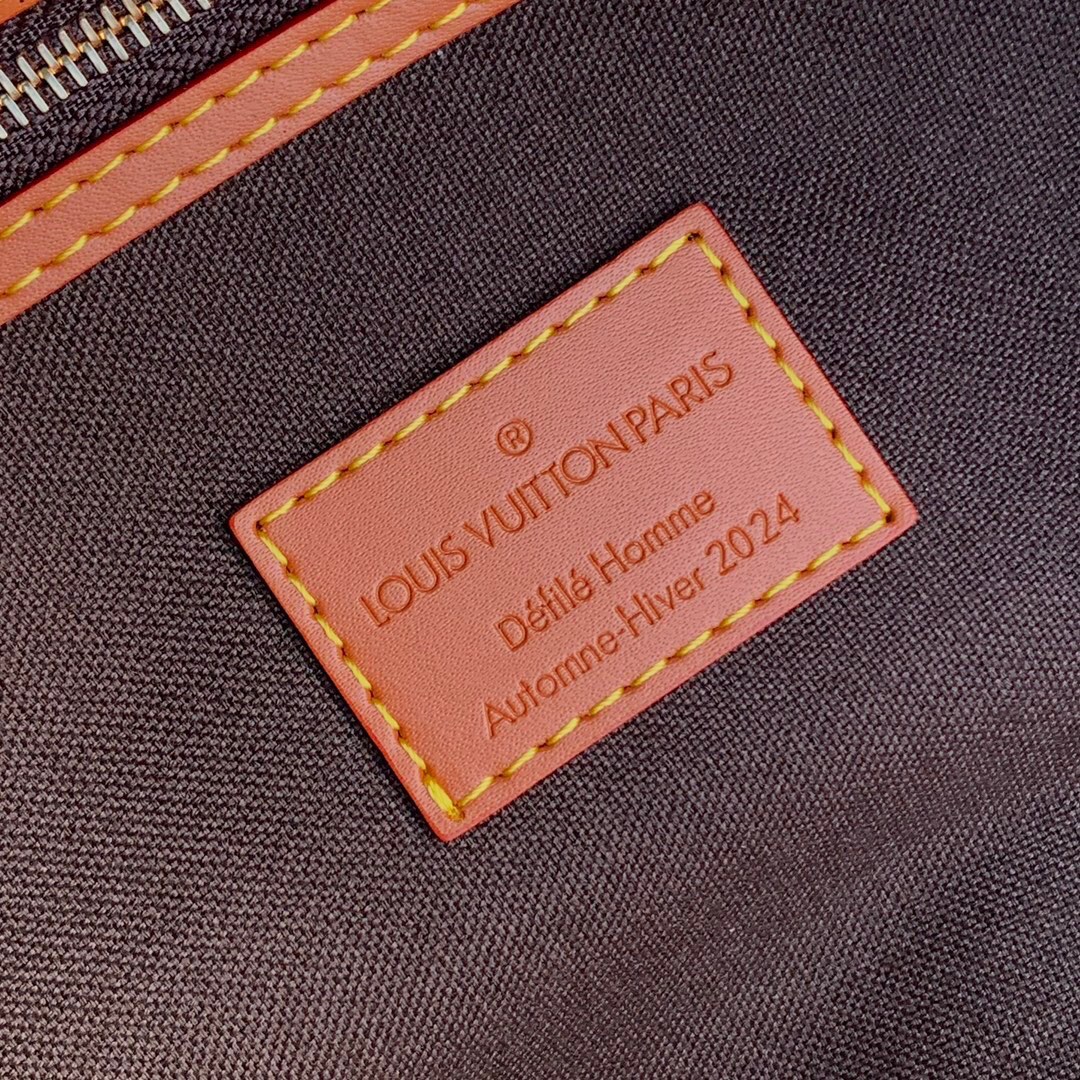 ®
LOUIS VUITTON PARIS
Défilé Homme
Automne-Hiver 2024